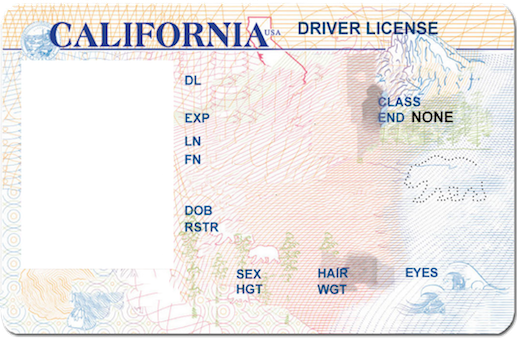 CALIFORNIA USA DRIVER LICENSE
DL
CLASS
EXP
END NONE
LN
FN
DOB
RSTR
SEX HAIR EYES
HGT WGT